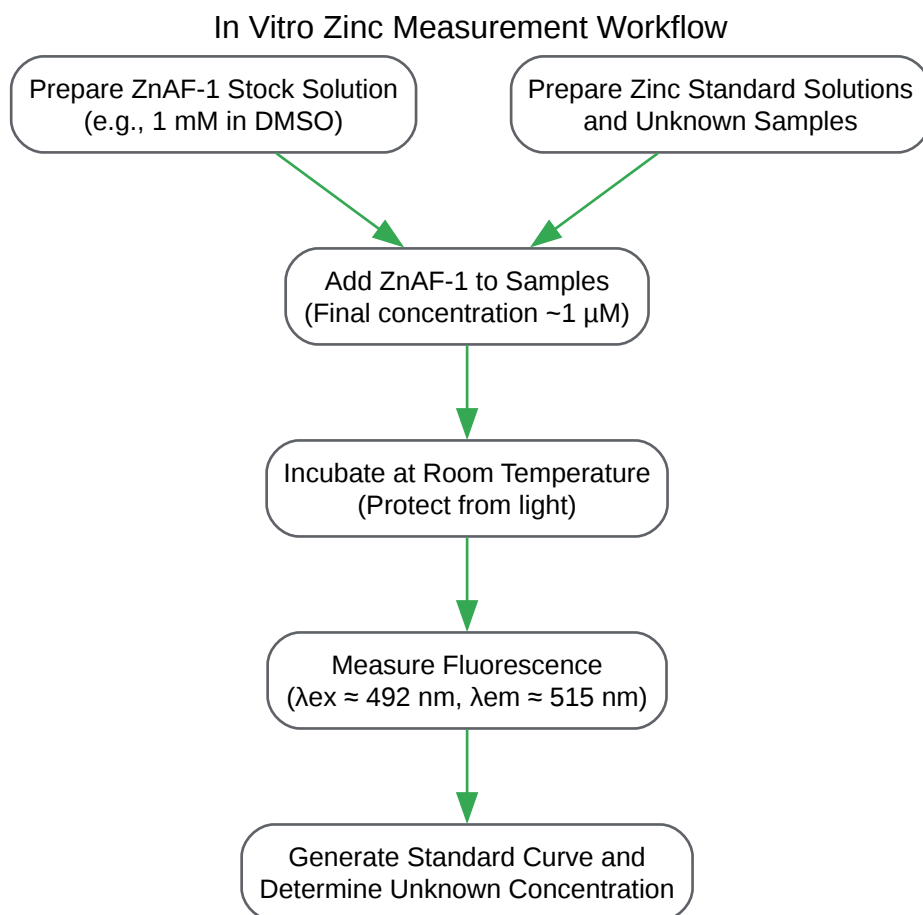 In Vitro Zinc Measurement Workflow
Prepare ZnAF-1 Stock Solution
(e.g., 1 mM in DMSO)
Prepare Zinc Standard Solutions
and Unknown Samples
Add ZnAF-1 to Samples
(Final concentration ~1 µM)
Incubate at Room Temperature
(Protect from light)
Measure Fluorescence
(λex ≈ 492 nm, λem ≈ 515 nm)
Generate Standard Curve and
Determine Unknown Concentration